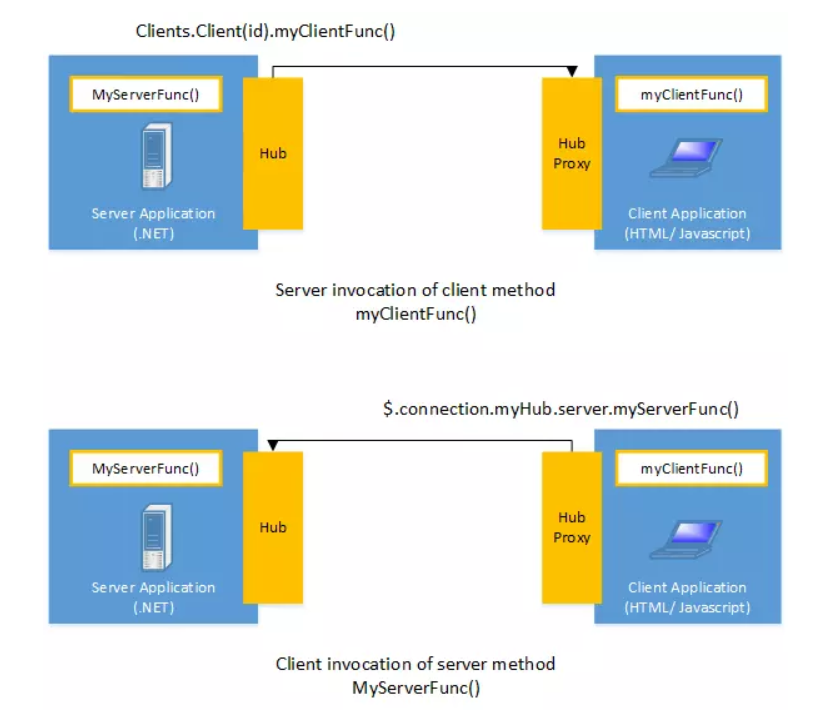 Clients.Client(id).myClientFunc()
MyServerFunc()
myClientFunc()
Hub
Hub
Proxy
Server Application
(.NET)
Client Application
(HTML/ Javascript)
Server invocation of client method
myClientFunc()
$.connection.myHub.server.myServerFunc()
MyServerFunc()
myClientFunc()
Hub
Hub
Proxy
Server Application
(.NET)
Client Application
(HTML/ Javascript)
Client invocation of server method
MyServerFunc()